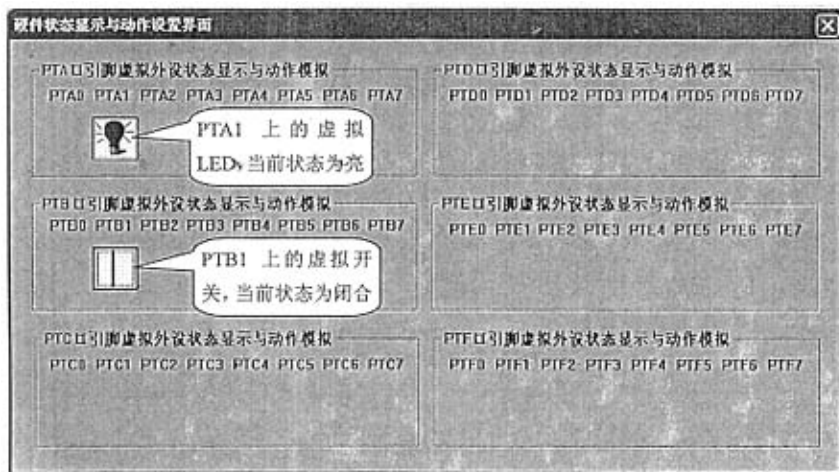 硬件状态显示与动作设置界面
PTA口引脚虚拟外设状态显示与动作模拟
PTA0 PTA1 PTA2 PTA3 PTA4 PTA5 PTA6 PTA7
PTA1 上的虚拟
LED,当前状态为亮
PTB口引脚虚拟外设状态显示与动作模拟
PTB0 PTB1 PTB2 PTB3 PTB4 PTB5 PTB6 PTB7
PTB1 上的虚拟开
关,当前状态为闭合
PTC口引脚虚拟外设状态显示与动作模拟
PTC0 PTC1 PTC2 PTC3 PTC4 PTC5 PTC6 PTC7
PTD口引脚虚拟外设状态显示与动作模拟
PTD0 PTD1 PTD2 PTD3 PTD4 PTD5 PTD6 PTD7
PTE口引脚虚拟外设状态显示与动作模拟
PTE0 PTE1 PTE2 PTE3 PTE4 PTE5 PTE6 PTE7
PTF口引脚虚拟外设状态显示与动作模拟
PTF0 PTF1 PTF2 PTF3 PTF4 PTF5 PTF6 PTF7